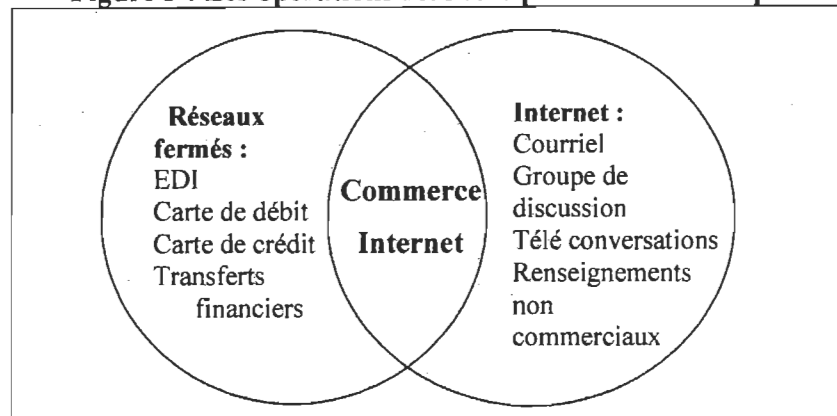 Réseaux
fermés :
EDI
Carte de débit
Carte de crédit
Transferts
financiers
Commerce
Internet
Internet :
Courriel
Groupe de
discussion
Télé conversations
Renseignements
non
commerciaux